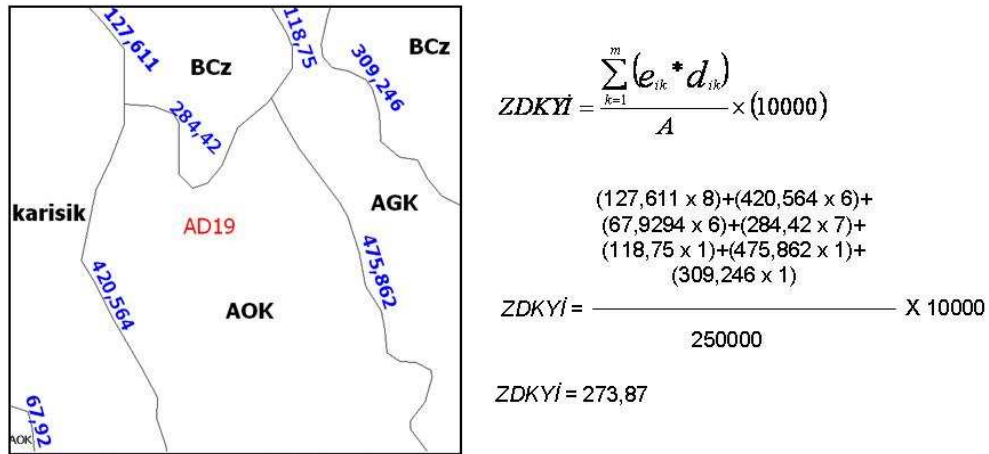 127,611
BCz
118,75
309,246
BCz
284,42
karisik
AD19
AGK
420,564
AOK
475,862
67,92
AOK
ZDKYİ = m ∑ k=1 (e ik * d ik) / A × (10000)
(127,611 x 8)+(420,564 x 6)+
(67,9294 x 6)+(284,42 x 7)+
(118,75 x 1)+(475,862 x 1)+
(309,246 x 1)
ZDKYİ = X 10000
250000
ZDKYİ = 273,87